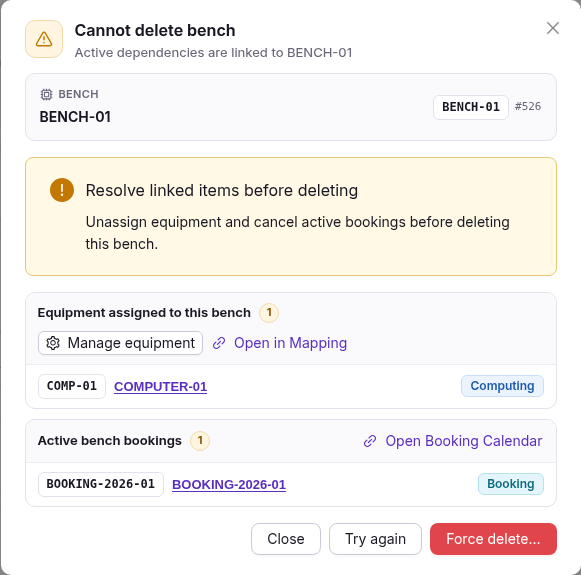 Cannot delete bench
Active dependencies are linked to BENCH-01
BENCH
BENCH-01
BENCH-01 #526
!
Resolve linked items before deleting
Unassign equipment and cancel active bookings before deleting
this bench.
Equipment assigned to this bench 1
Manage equipment Open in Mapping
COMP-01 COMPUTER-01 Computing
Active bench bookings 1 Open Booking Calendar
BOOKING-2026-01 BOOKING-2026-01 Booking
Close Try again Force delete...